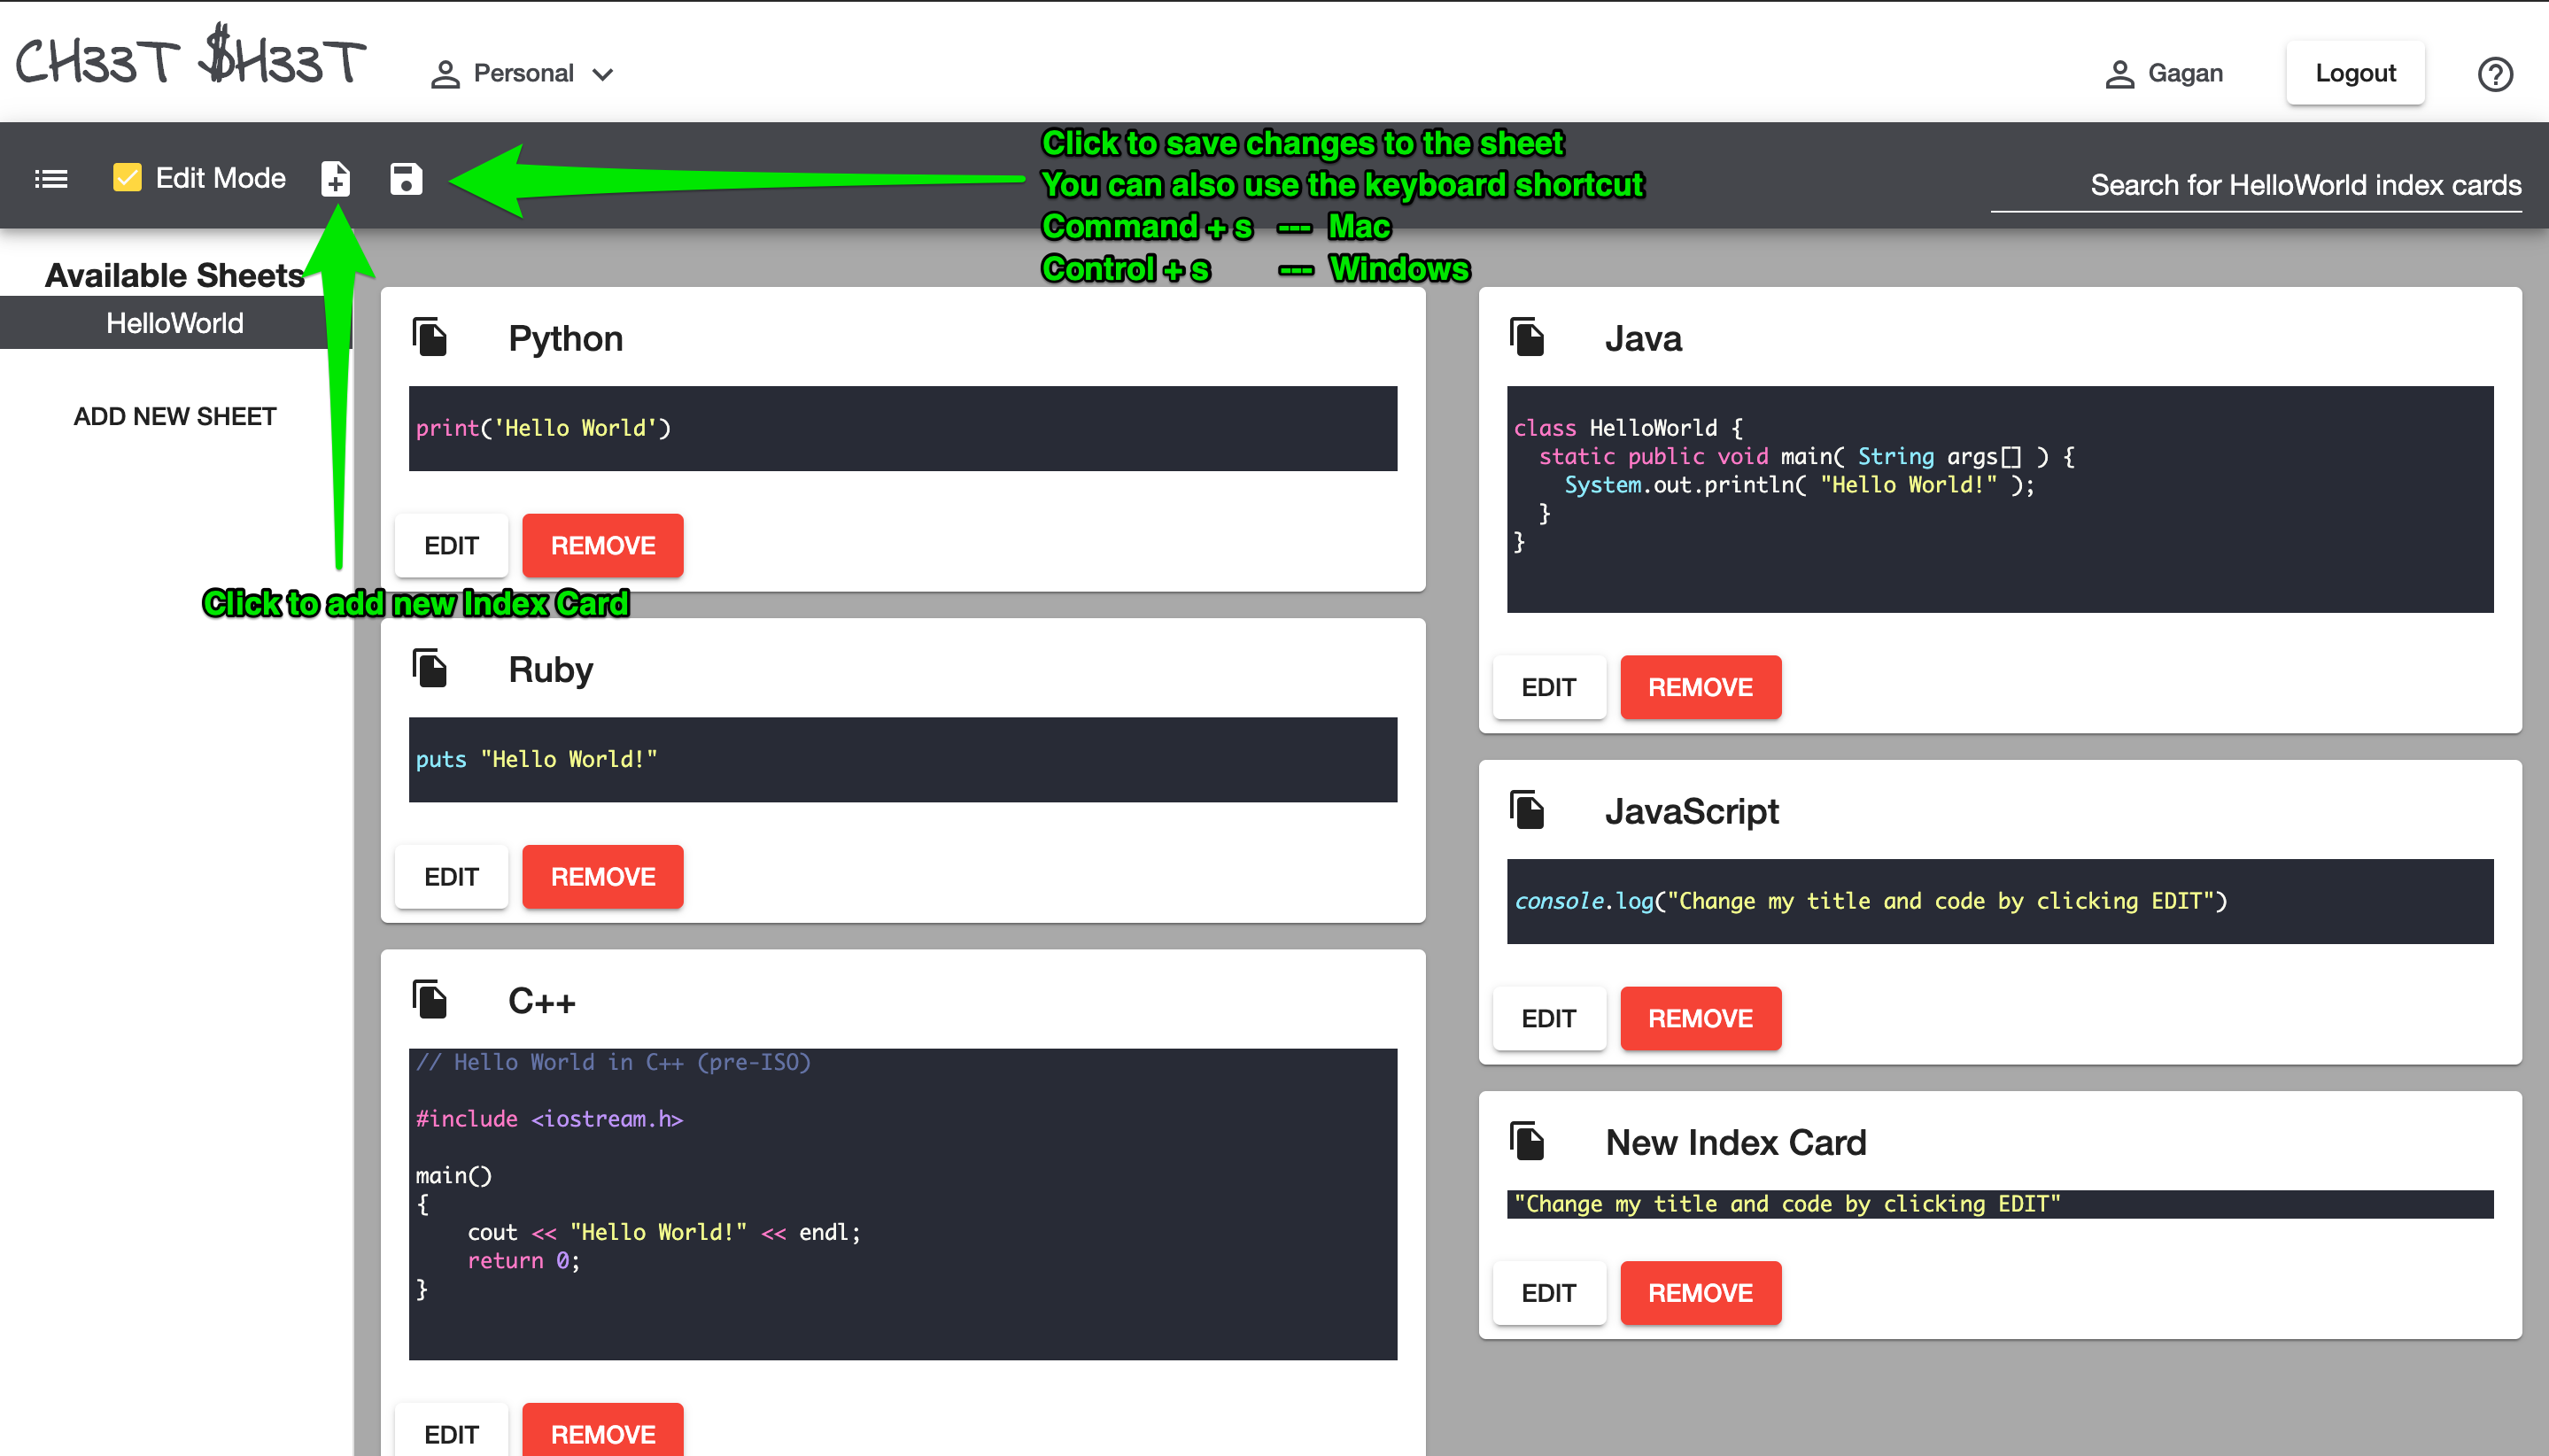 CH33T $H33T
Personal
Gagan
Logout
Edit Mode
Click to save changes to the sheet
You can also use the keyboard shortcut
Command + s --- Mac
Control + s --- Windows
Search for HelloWorld index cards
Available Sheets
HelloWorld
ADD NEW SHEET
Click to add new Index Card
Python
print('Hello World')
EDIT
REMOVE
Ruby
puts "Hello World!"
EDIT
REMOVE
C++
// Hello World in C++ (pre-ISO)
#include <iostream.h>
main()
{
    cout << "Hello World!" << endl;
    return 0;
}
EDIT
REMOVE
Java
class HelloWorld {
  static public void main( String args[] ) {
    System.out.println( "Hello World!" );
  }
}
EDIT
REMOVE
JavaScript
console.log("Change my title and code by clicking EDIT")
EDIT
REMOVE
New Index Card
"Change my title and code by clicking EDIT"
EDIT
REMOVE